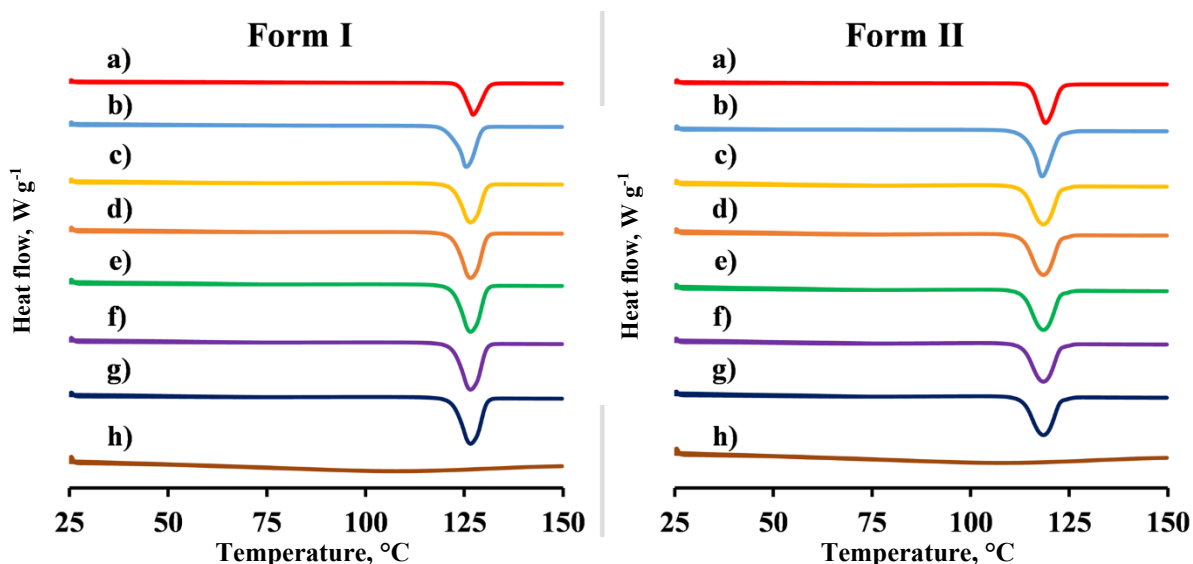 Form I
a)
b)
c)
d)
e)
f)
g)
h)
Heat flow, W g⁻¹
25 50 75 100 125 150
Temperature, °C
Form II
a)
b)
c)
d)
e)
f)
g)
h)
Heat flow, W g⁻¹
25 50 75 100 125 150
Temperature, °C